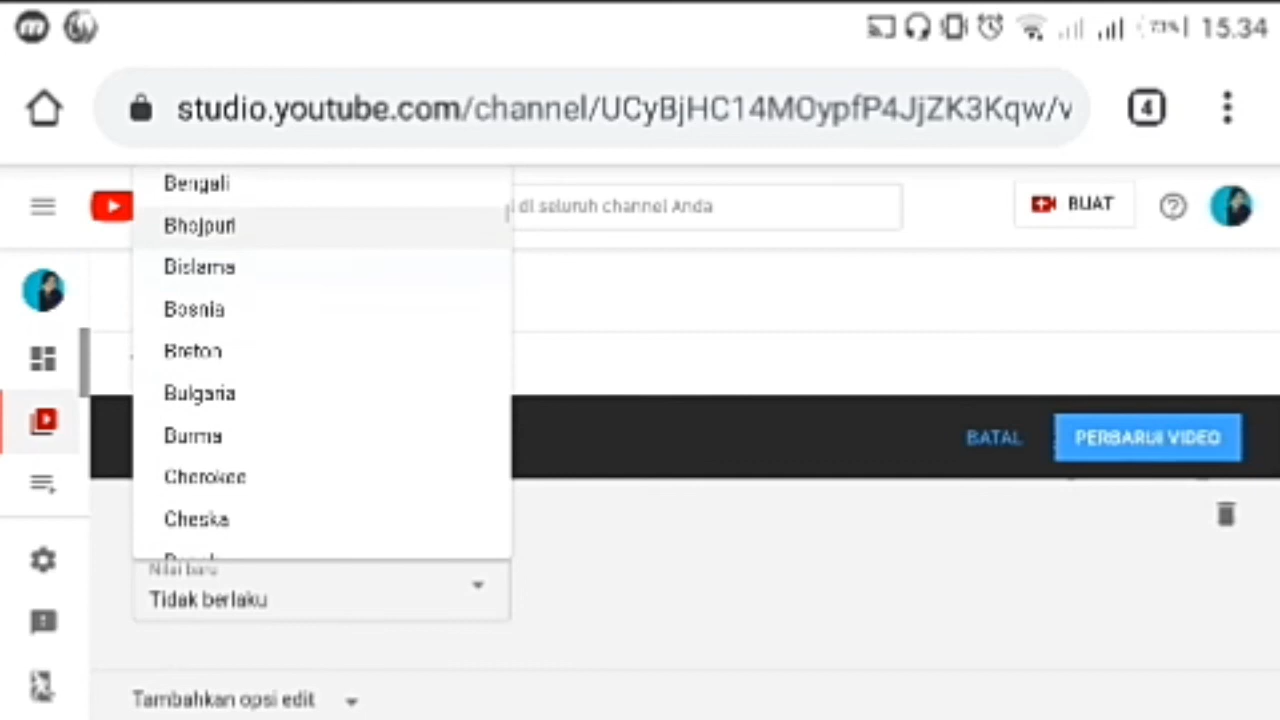 15.34
studio.youtube.com/channel/UCyBjHC14MOypfP4JjZK3Kqw/v
4
di seluruh channel Anda
BUAT
Bengali
Bhojpuri
Bislama
Bosnia
Breton
Bulgaria
Burma
Cherokee
Cheska
BATAL
PERBARUI VIDEO
Nilai baru
Tidak berlaku
Tambahkan opsi edit